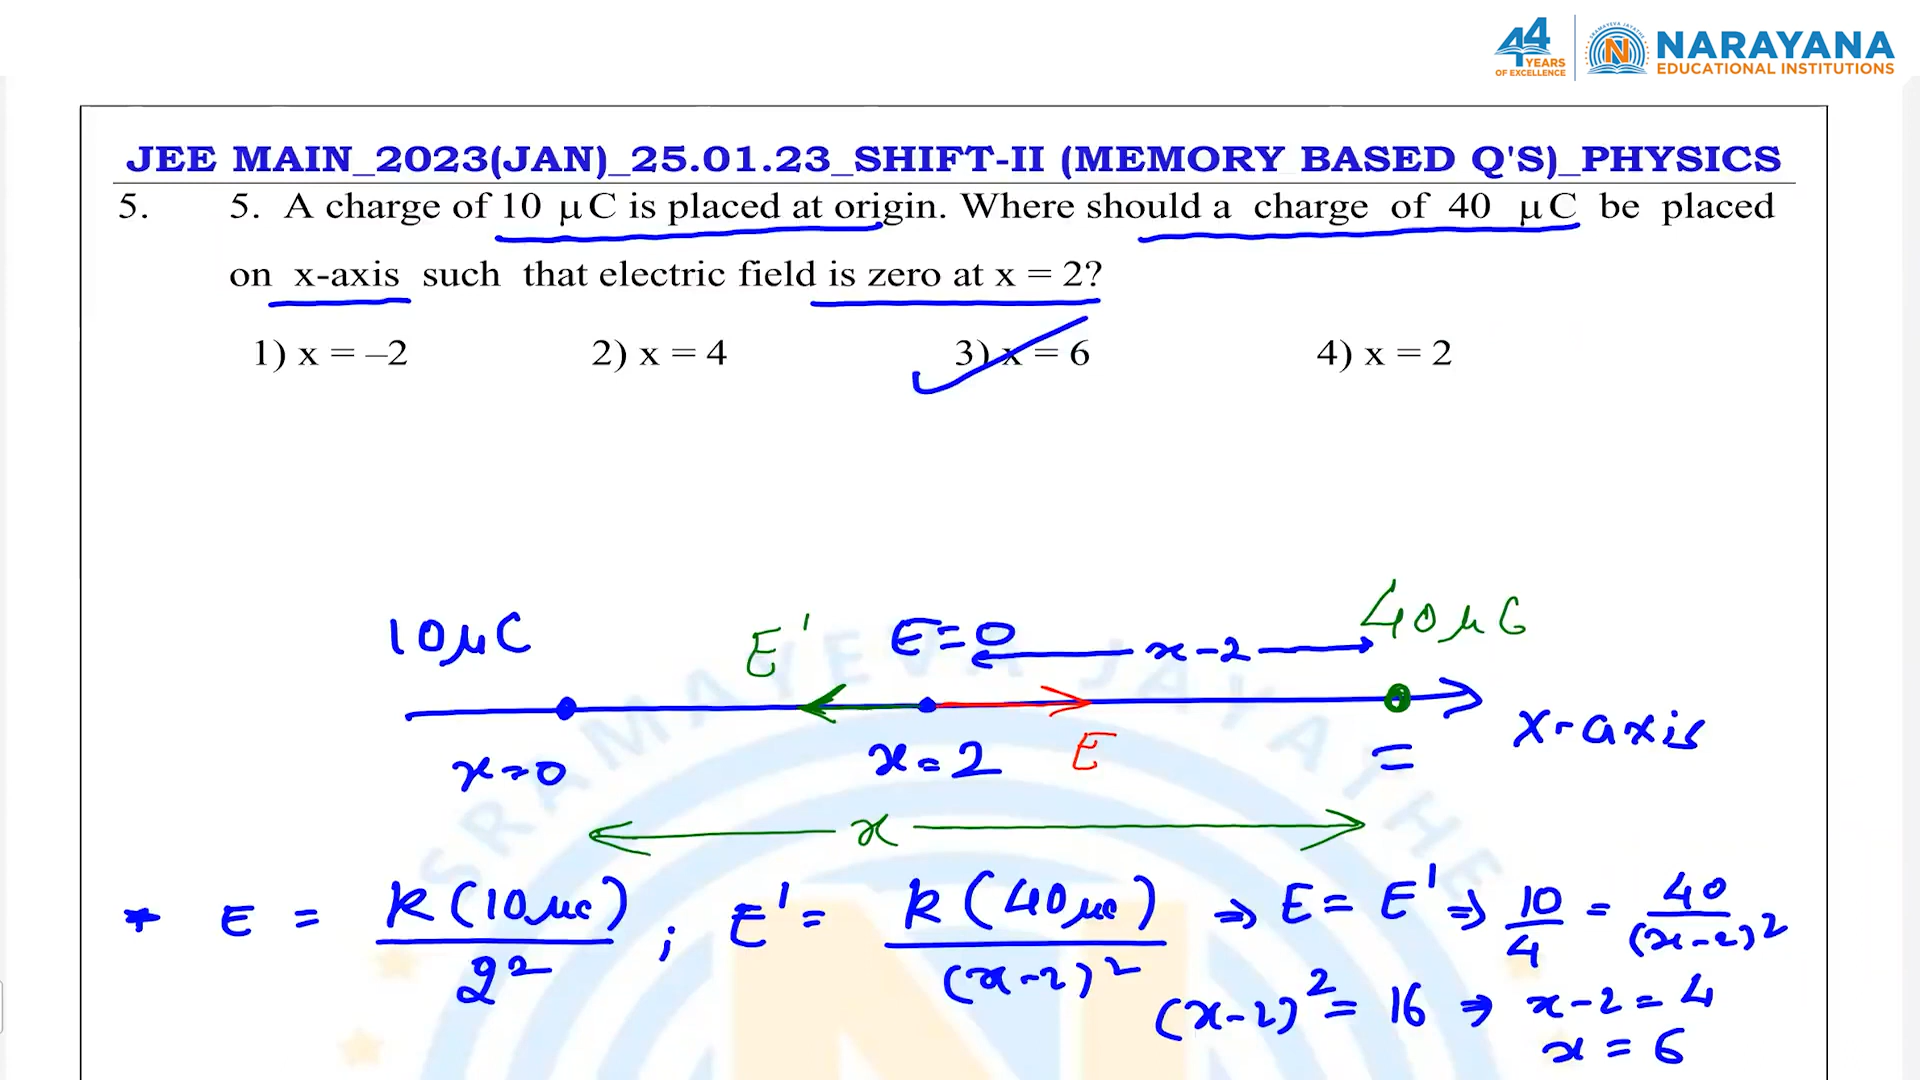 44 YEARS OF EXCELLENCE
NARAYANA
EDUCATIONAL INSTITUTIONS
JEE MAIN_2023(JAN)_25.01.23_SHIFT-II (MEMORY BASED Q'S)_PHYSICS
5. 5. A charge of 10 μC is placed at origin. Where should a charge of 40 μC be placed
on x-axis such that electric field is zero at x = 2?
1) x = –2 2) x = 4 3) x = 6 4) x = 2
10μC E' E=0 x-2 40μC
x=0 x=2 E = X-axis
x
* E = k(10μc)/2² ; E' = k(40μc)/(x-2)² ⇒ E = E' ⇒ 10/4 = 40/(x-2)²
(x-2)² = 16 ⇒ x-2 = 4
x = 6
SRAMAYEVA JAYATHE
N